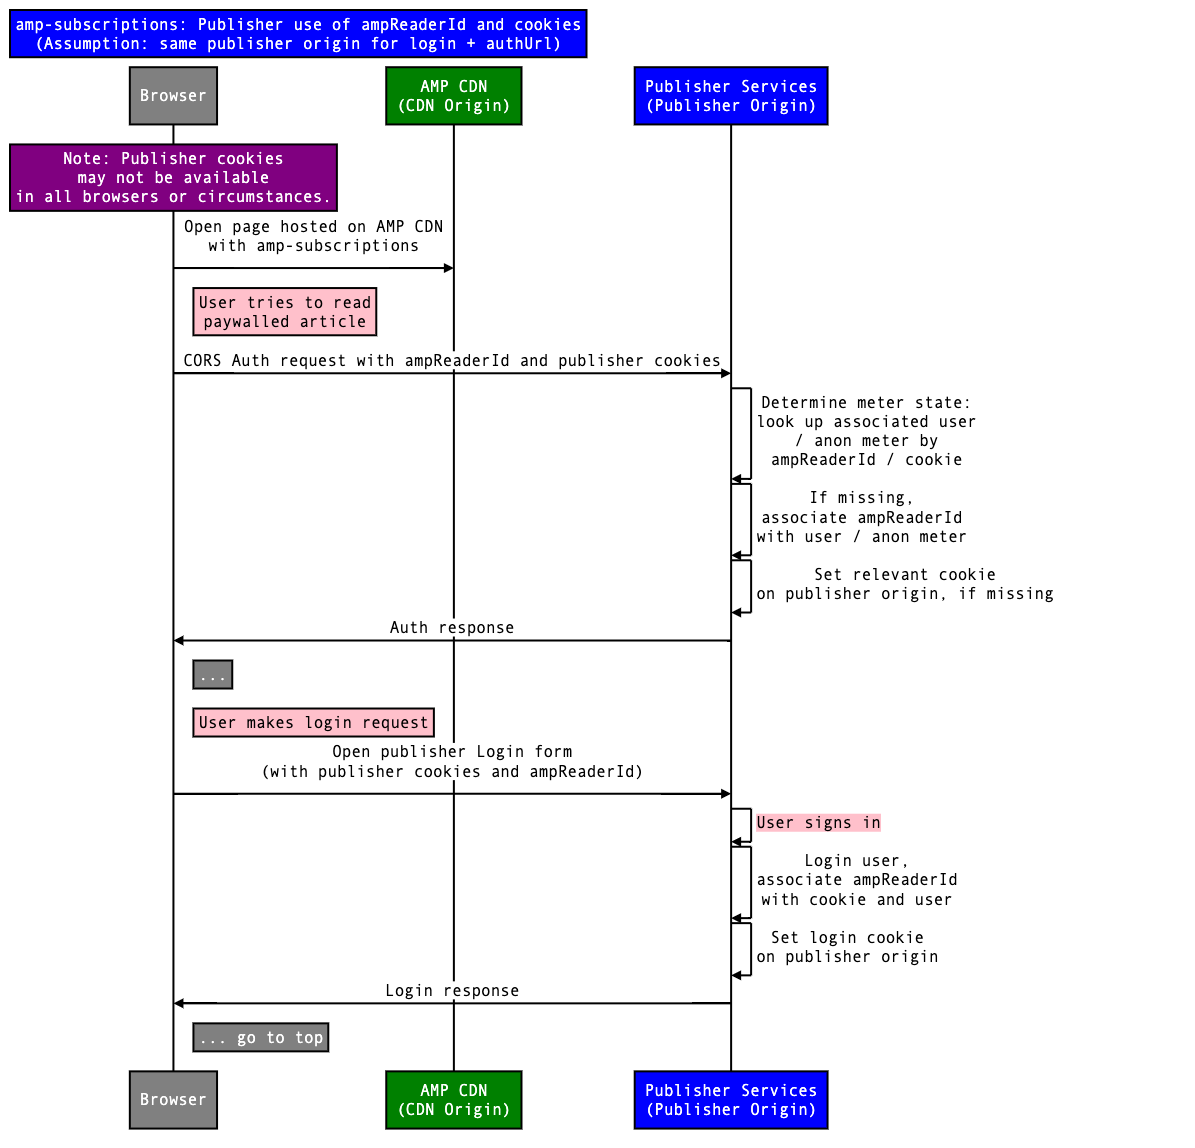 amp-subscriptions: Publisher use of ampReaderId and cookies
(Assumption: same publisher origin for login + authUrl)
Browser
AMP CDN
(CDN Origin)
Publisher Services
(Publisher Origin)
Note: Publisher cookies
may not be available
in all browsers or circumstances.
Open page hosted on AMP CDN
with amp-subscriptions
User tries to read
paywalled article
CORS Auth request with ampReaderId and publisher cookies
Determine meter state:
look up associated user
/ anon meter by
ampReaderId / cookie
If missing,
associate ampReaderId
with user / anon meter
Set relevant cookie
on publisher origin, if missing
Auth response
...
User makes login request
Open publisher Login form
(with publisher cookies and ampReaderId)
User signs in
Login user,
associate ampReaderId
with cookie and user
Set login cookie
on publisher origin
Login response
... go to top
Browser
AMP CDN
(CDN Origin)
Publisher Services
(Publisher Origin)